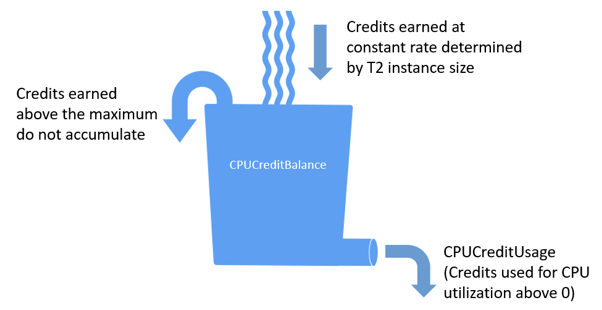 Credits earned at
constant rate determined
by T2 instance size
Credits earned
above the maximum
do not accumulate
CPUCreditBalance
CPUCreditUsage
(Credits used for CPU
utilization above 0)